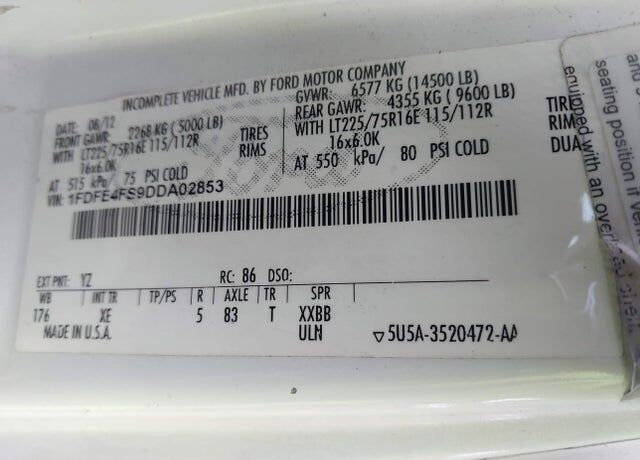 INCOMPLETE VEHICLE MFD. BY FORD MOTOR COMPANY
DATE: 08/12 GVWR: 6577 KG (14500 LB)
FRONT GAWR: 2268 KG ( 5000 LB) REAR GAWR: 4355 KG ( 9600 LB)
WITH LT225/75R16E 115/112R TIRES WITH LT225/75R16E 115/112R TIRE
16x6.0K RIMS 16x6.0K RIM
AT 515 kPa/ 75 PSI COLD AT 550 kPa/ 80 PSI COLD DUA
VIN: 1FDFE4FS9DDA02853
EXT PNT: YZ RC: 86 DSO:
WB INT TR TP/PS R AXLE TR SPR
176 XE 5 83 T XXBB
MADE IN U.S.A. ULM ▽5U5A-3520472-AA
seating position if
equipped with an